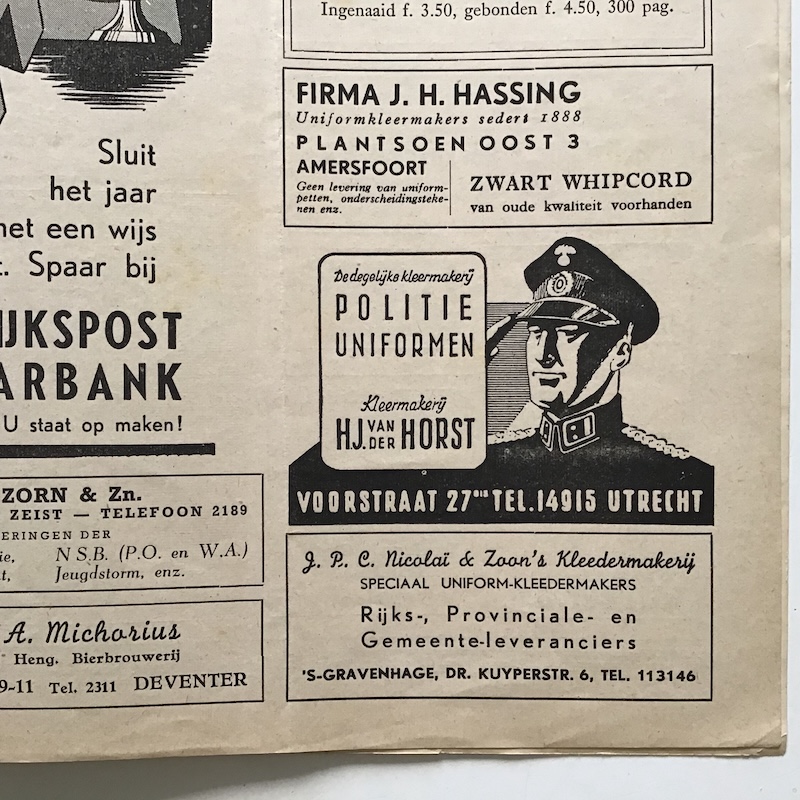 Sluit
het jaar
met een wijs
Spaar bij
RBANK
U staat op maken!
ZORN & Zn.
ZEIST — TELEFOON 2189
ERINGEN DER
N S.B. (P.O. en W.A.)
Jeugdstorm, enz.
A. Michorius
Heng. Bierbrouwerij
9-11 Tel. 2311 DEVENTER
Ingenaaid f. 3.50, gebonden f. 4.50, 300 pag.
FIRMA J. H. HASSING
Uniformkleermakers sedert 1888
PLANTSOEN OOST 3
AMERSFOORT
Geen levering van uniform-
petten, onderscheidingsteke-
nen enz.
ZWART WHIPCORD
van oude kwaliteit voorhanden
De degelijke kleermakerij
POLITIE
UNIFORMEN
Kleermakerij
H.J. VAN DER HORST
VOORSTRAAT 27ᵇⁱˢ TEL. 14915 UTRECHT
J. P. C. Nicolaï & Zoon's Kleedermakerij
SPECIAAL UNIFORM-KLEEDERMAKERS
Rijks-, Provinciale- en
Gemeente-leveranciers
'S-GRAVENHAGE, DR. KUYPERSTR. 6, TEL. 113146